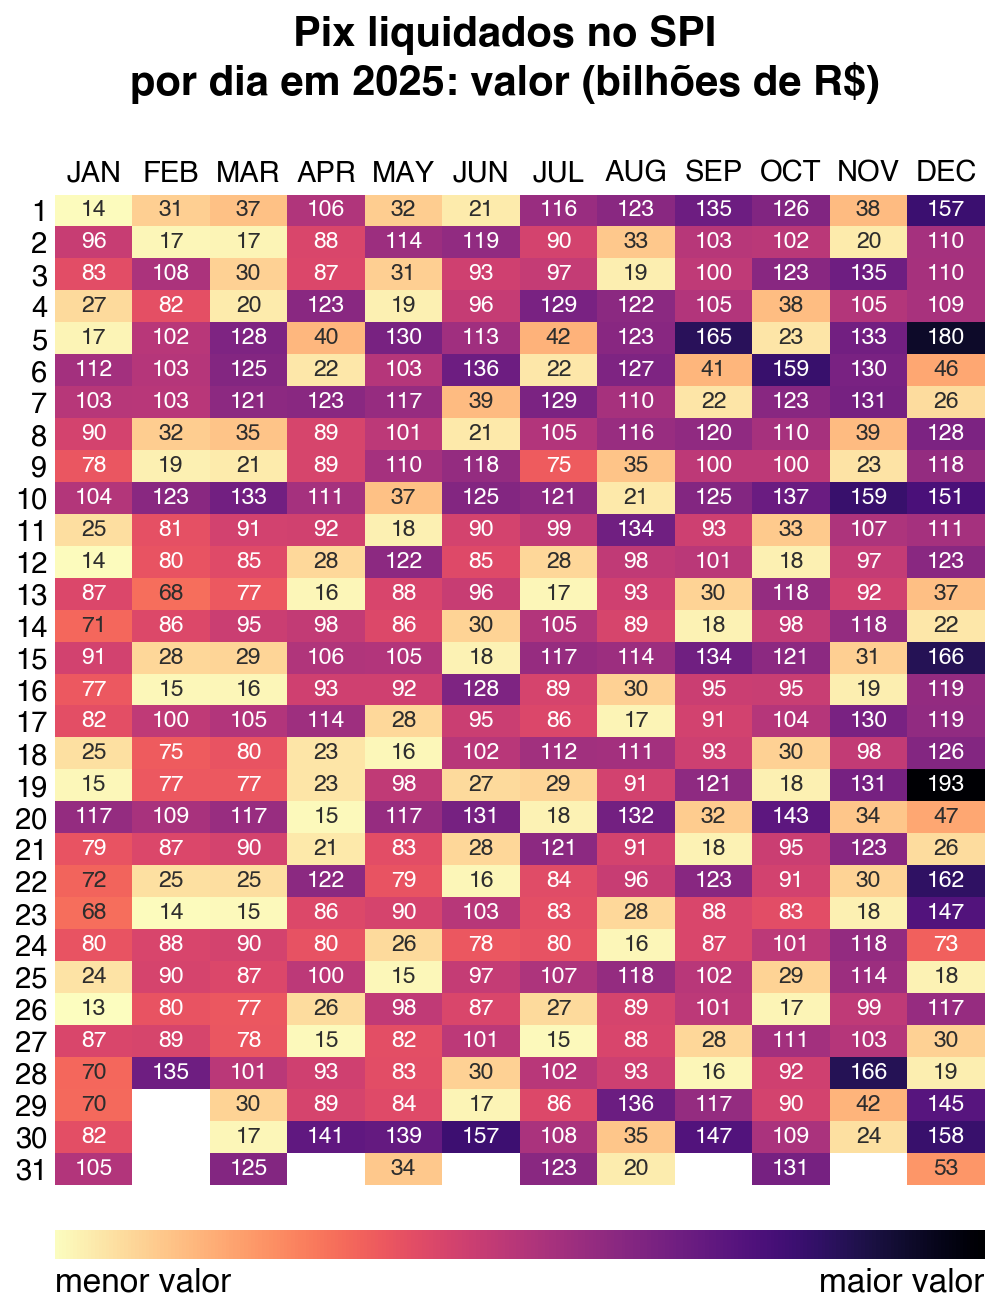 Pix liquidados no SPI
por dia em 2025: valor (bilhões de R$)
JAN FEB MAR APR MAY JUN JUL AUG SEP OCT NOV DEC
1 14 31 37 106 32 21 116 123 135 126 38 157
2 96 17 17 88 114 119 90 33 103 102 20 110
3 83 108 30 87 31 93 97 19 100 123 135 110
4 27 82 20 123 19 96 129 122 105 38 105 109
5 17 102 128 40 130 113 42 123 165 23 133 180
6 112 103 125 22 103 136 22 127 41 159 130 46
7 103 103 121 123 117 39 129 110 22 123 131 26
8 90 32 35 89 101 21 105 116 120 110 39 128
9 78 19 21 89 110 118 75 35 100 100 23 118
10 104 123 133 111 37 125 121 21 125 137 159 151
11 25 81 91 92 18 90 99 134 93 33 107 111
12 14 80 85 28 122 85 28 98 101 18 97 123
13 87 68 77 16 88 96 17 93 30 118 92 37
14 71 86 95 98 86 30 105 89 18 98 118 22
15 91 28 29 106 105 18 117 114 134 121 31 166
16 77 15 16 93 92 128 89 30 95 95 19 119
17 82 100 105 114 28 95 86 17 91 104 130 119
18 25 75 80 23 16 102 112 111 93 30 98 126
19 15 77 77 23 98 27 29 91 121 18 131 193
20 117 109 117 15 117 131 18 132 32 143 34 47
21 79 87 90 21 83 28 121 91 18 95 123 26
22 72 25 25 122 79 16 84 96 123 91 30 162
23 68 14 15 86 90 103 83 28 88 83 18 147
24 80 88 90 80 26 78 80 16 87 101 118 73
25 24 90 87 100 15 97 107 118 102 29 114 18
26 13 80 77 26 98 87 27 89 101 17 99 117
27 87 89 78 15 82 101 15 88 28 111 103 30
28 70 135 101 93 83 30 102 93 16 92 166 19
29 70 30 89 84 17 86 136 117 90 42 145
30 82 17 141 139 157 108 35 147 109 24 158
31 105 125 34 123 20 131 53
menor valor maior valor